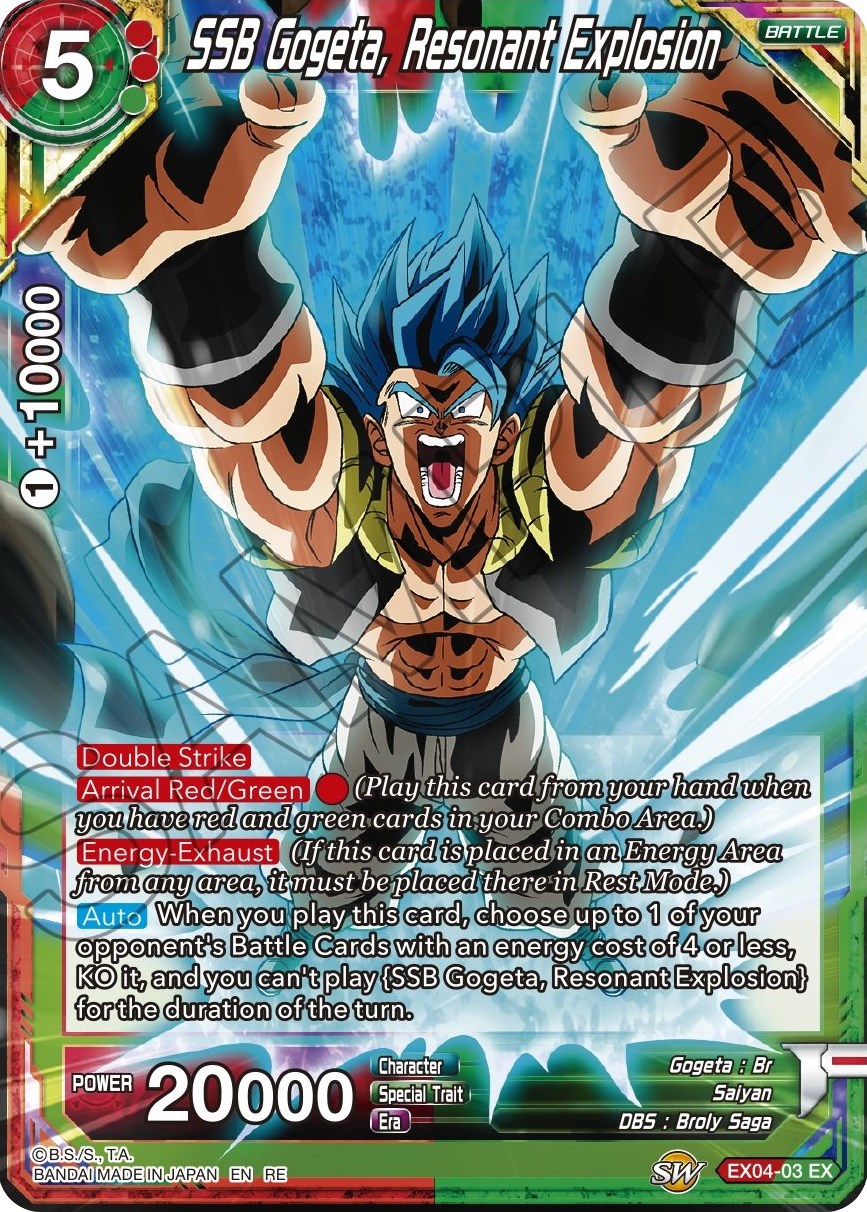 5
SSB Gogeta, Resonant Explosion
BATTLE
1 +10000
SAMPLE
Double Strike
Arrival Red/Green (Play this card from your hand when
you have red and green cards in your Combo Area.)
Energy-Exhaust (If this card is placed in an Energy Area
from any area, it must be placed there in Rest Mode.)
Auto When you play this card, choose up to 1 of your
opponent's Battle Cards with an energy cost of 4 or less,
KO it, and you can't play {SSB Gogeta, Resonant Explosion}
for the duration of the turn.
POWER 20000
Character Gogeta : Br
Special Trait Saiyan
Era DBS : Broly Saga
©B.S./S., T.A.
BANDAI MADE IN JAPAN EN RE
SW EX04-03 EX